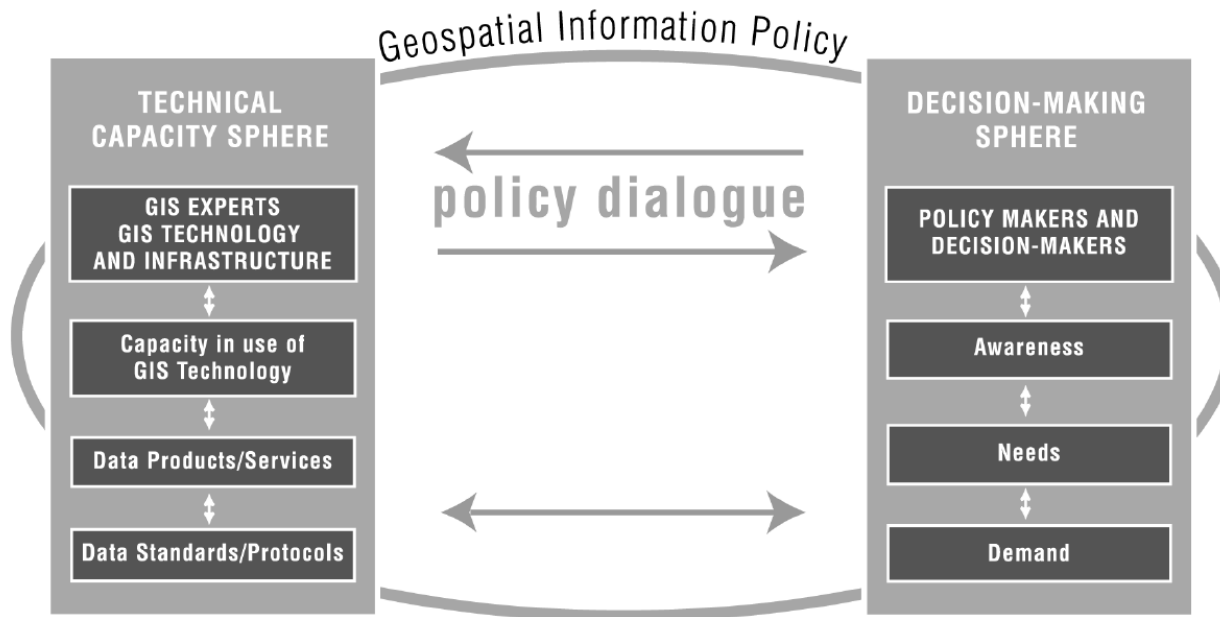 Geospatial Information Policy
TECHNICAL
CAPACITY SPHERE
GIS EXPERTS
GIS TECHNOLOGY
AND INFRASTRUCTURE
Capacity in use of
GIS Technology
Data Products/Services
Data Standards/Protocols
policy dialogue
DECISION-MAKING
SPHERE
POLICY MAKERS AND
DECISION-MAKERS
Awareness
Needs
Demand